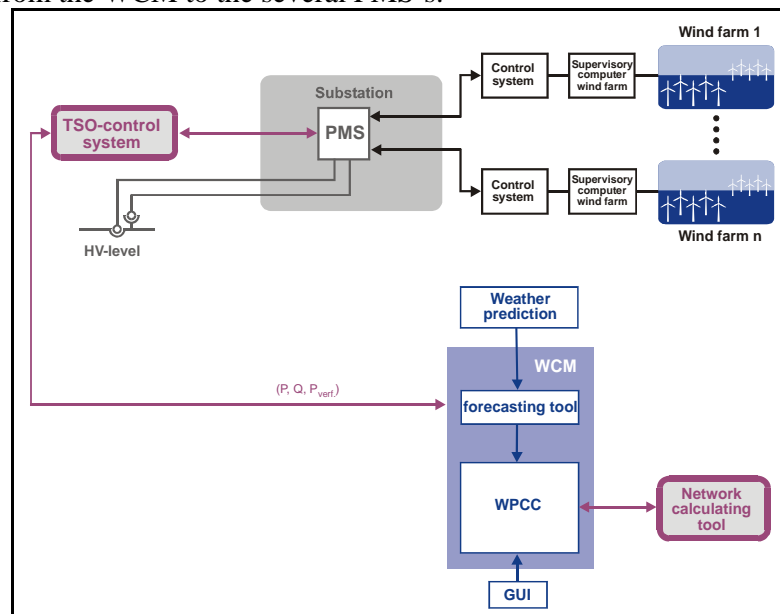 from the WCM to the several PMS's.
Wind farm 1
Control
system
Supervisory
computer
wind farm
Substation
TSO-control
system
PMS
Control
system
Supervisory
computer
wind farm
Wind farm n
HV-level
Weather
prediction
WCM
(P, Q, Pverf.)
forecasting tool
WPCC
Network
calculating
tool
GUI